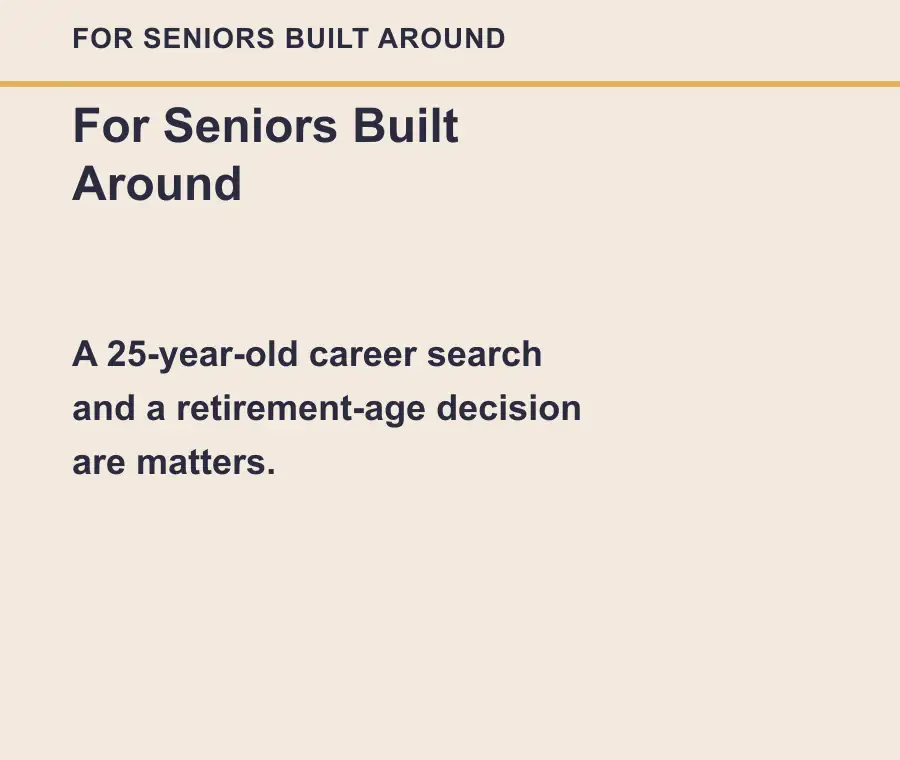 FOR SENIORS BUILT AROUND
For Seniors Built
Around
A 25-year-old career search
and a retirement-age decision
are matters.